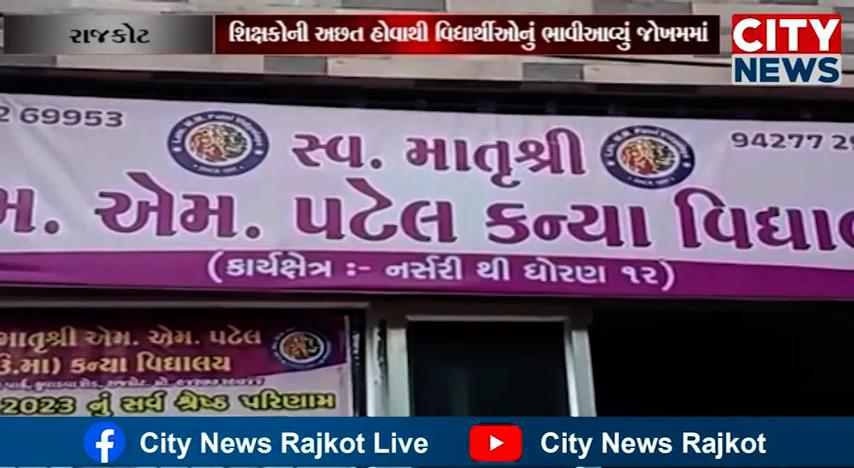 રાજકોટ
શિક્ષકોની અછત હોવાથી વિદ્યાર્થીઓનું ભાવીઆવ્યું જોખમમાં
CITY
NEWS
2 69953
સ્વ. માતૃશ્રી
94277 2
મ. એમ. પટેલ કન્યા વિદ્યાલ
(કાર્યક્ષેત્ર :- નર્સરી થી ધોરણ ૧૨)
માતૃશ્રી એમ. એમ. પટેલ
ઉ.મા) કન્યા વિદ્યાલય
2023 નું સર્વ શ્રેષ્ઠ પરિણામ
City News Rajkot Live
City News Rajkot